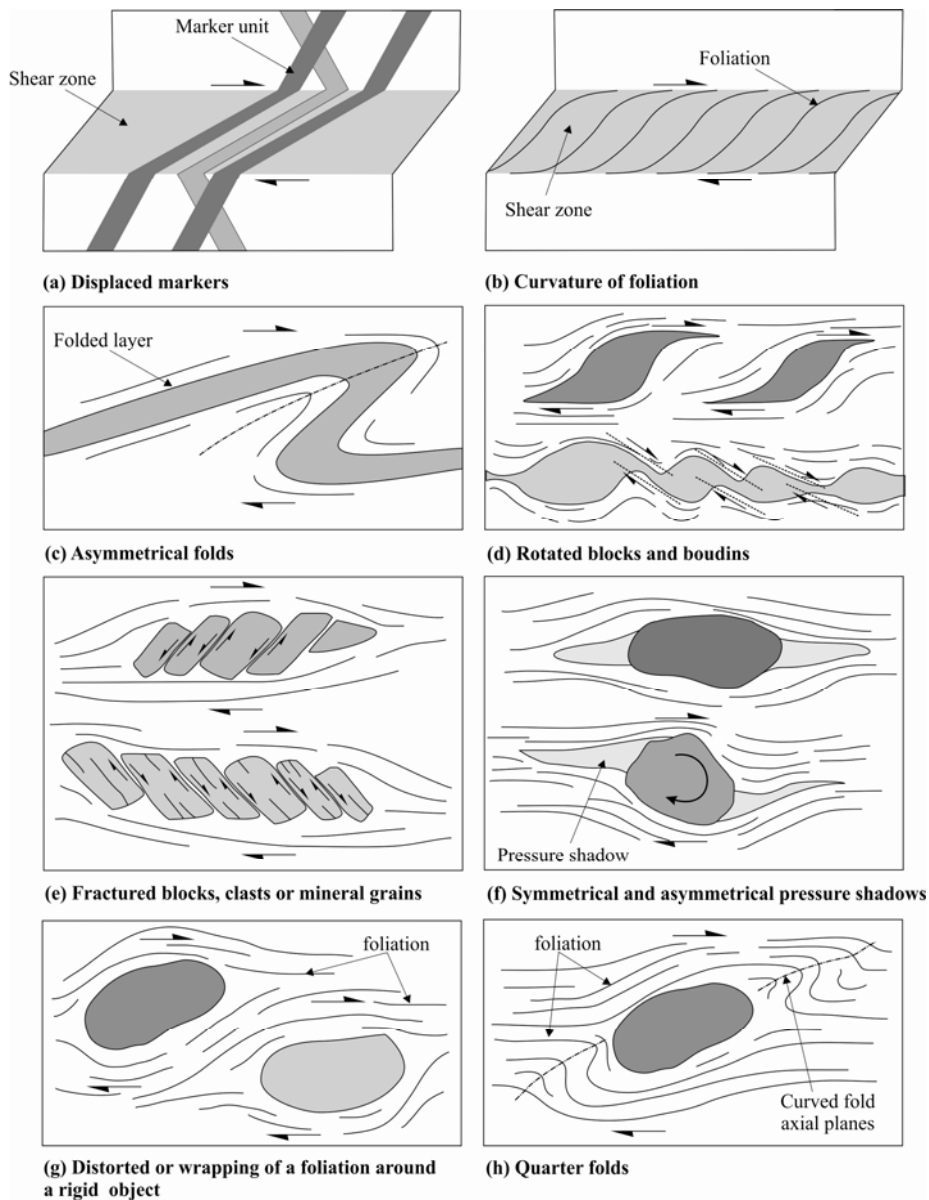 Marker unit
Shear zone
Foliation
Shear zone
(a) Displaced markers
(b) Curvature of foliation
Folded layer
(c) Asymmetrical folds
(d) Rotated blocks and boudins
Pressure shadow
(e) Fractured blocks, clasts or mineral grains
(f) Symmetrical and asymmetrical pressure shadows
foliation
foliation
Curved fold
axial planes
(g) Distorted or wrapping of a foliation around
a rigid object
(h) Quarter folds